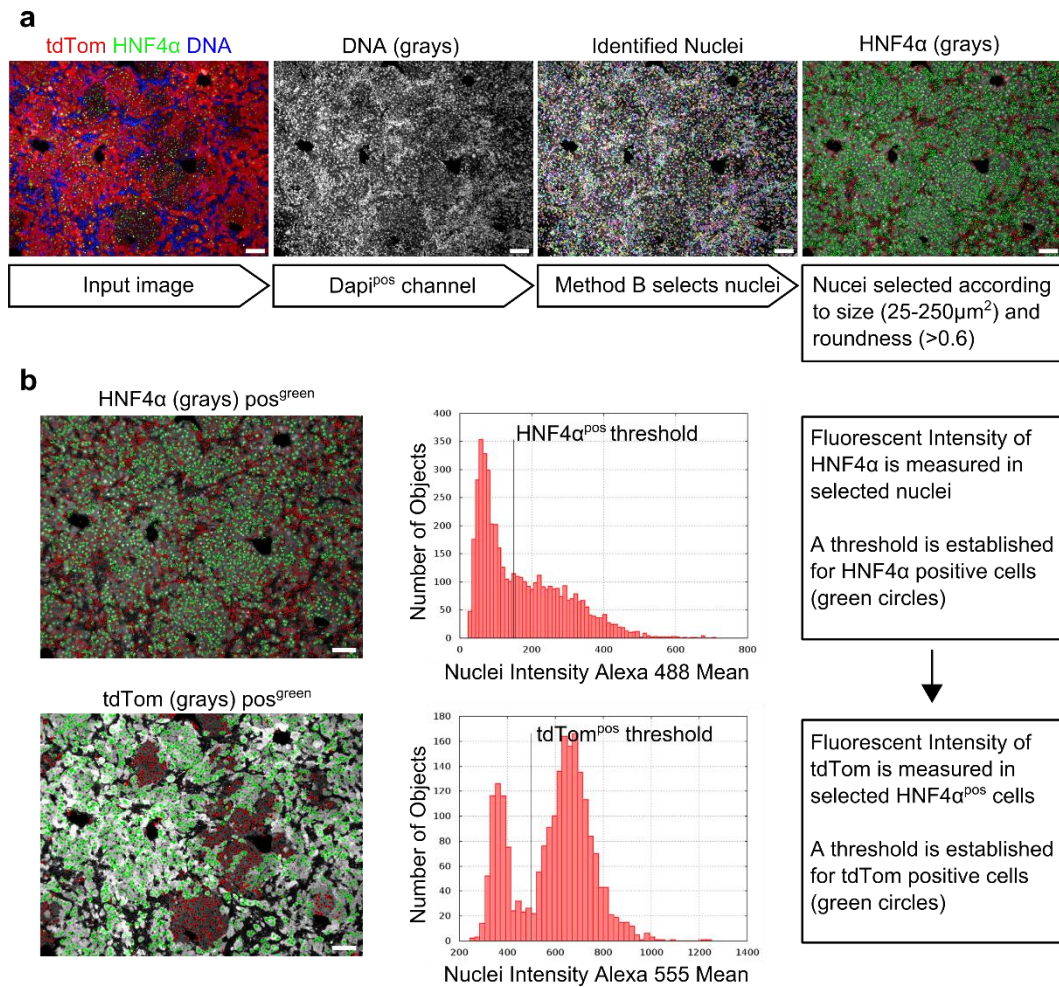 a
tdTom HNF4α DNA
DNA (grays)
Identified Nuclei
HNF4α (grays)
Input image
Dapiᵖᵒˢ channel
Method B selects nuclei
Nucei selected according
to size (25-250µm²) and
roundness (>0.6)
b
HNF4α (grays) posᵍʳᵉᵉⁿ
HNF4αᵖᵒˢ threshold
Number of Objects
400
350
300
250
200
150
100
50
0
0 200 400 600 800
Nuclei Intensity Alexa 488 Mean
Fluorescent Intensity of
HNF4α is measured in
selected nuclei
A threshold is established
for HNF4α positive cells
(green circles)
tdTom (grays) posᵍʳᵉᵉⁿ
tdTomᵖᵒˢ threshold
Number of Objects
180
160
140
120
100
80
60
40
20
0
200 400 600 800 1000 1200 1400
Nuclei Intensity Alexa 555 Mean
Fluorescent Intensity of
tdTom is measured in
selected HNF4αᵖᵒˢ cells
A threshold is established
for tdTom positive cells
(green circles)